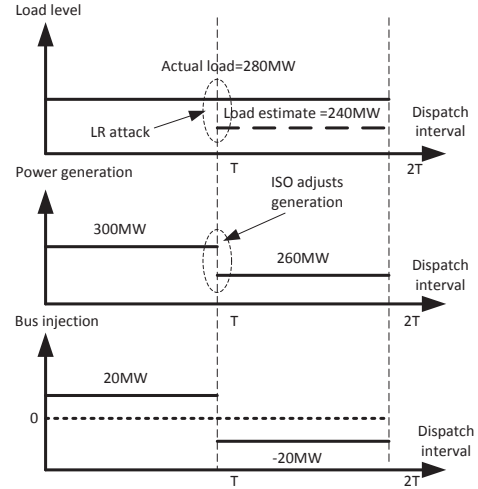 Load level
Actual load=280MW
Load estimate =240MW
Dispatch
interval
LR attack
T
2T
Power generation
ISO adjusts
generation
300MW
260MW
Dispatch
interval
T
2T
Bus injection
20MW
0
Dispatch
interval
-20MW
T
2T